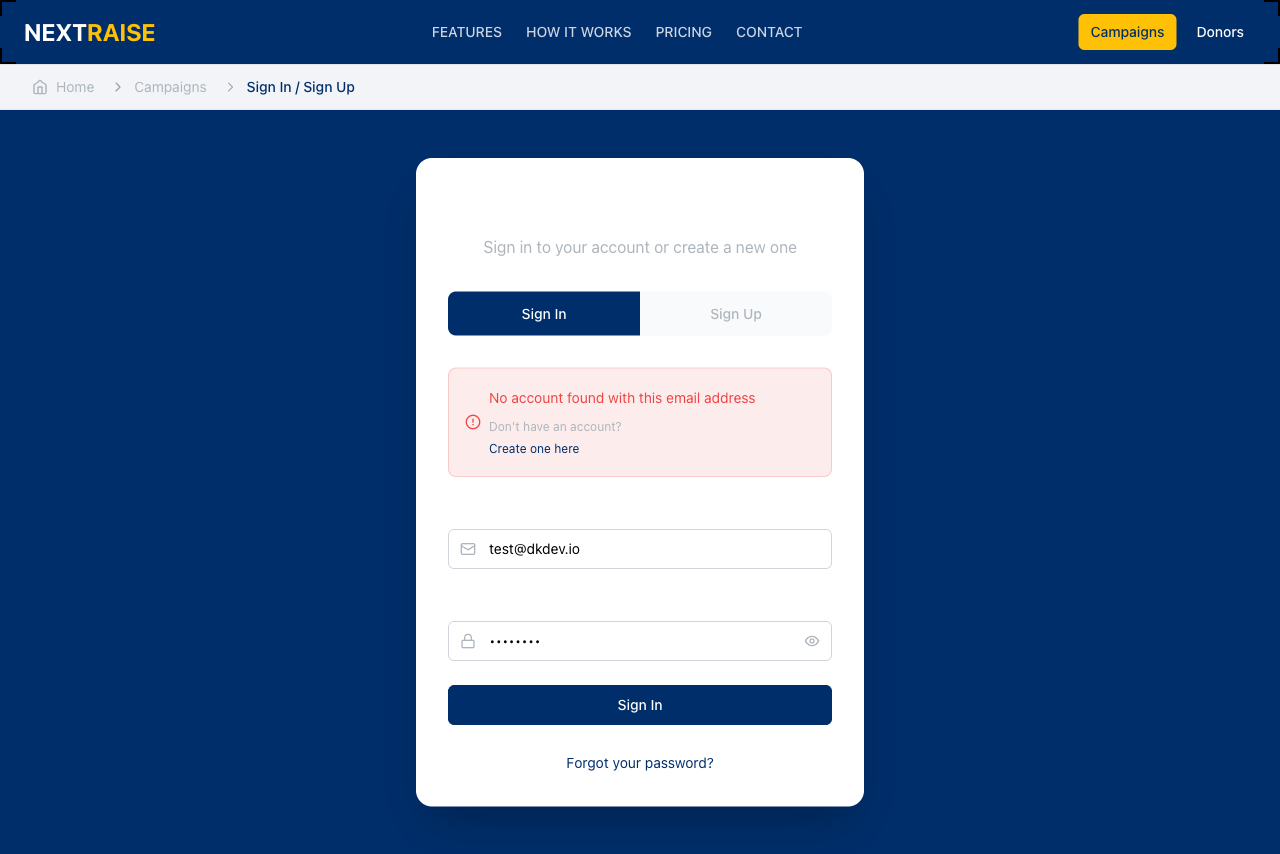 NEXTRAISE
FEATURES HOW IT WORKS PRICING CONTACT
Campaigns Donors
Home Campaigns Sign In / Sign Up
Sign in to your account or create a new one
Sign In Sign Up
No account found with this email address
Don't have an account?
Create one here
test@dkdev.io
••••••••
Sign In
Forgot your password?